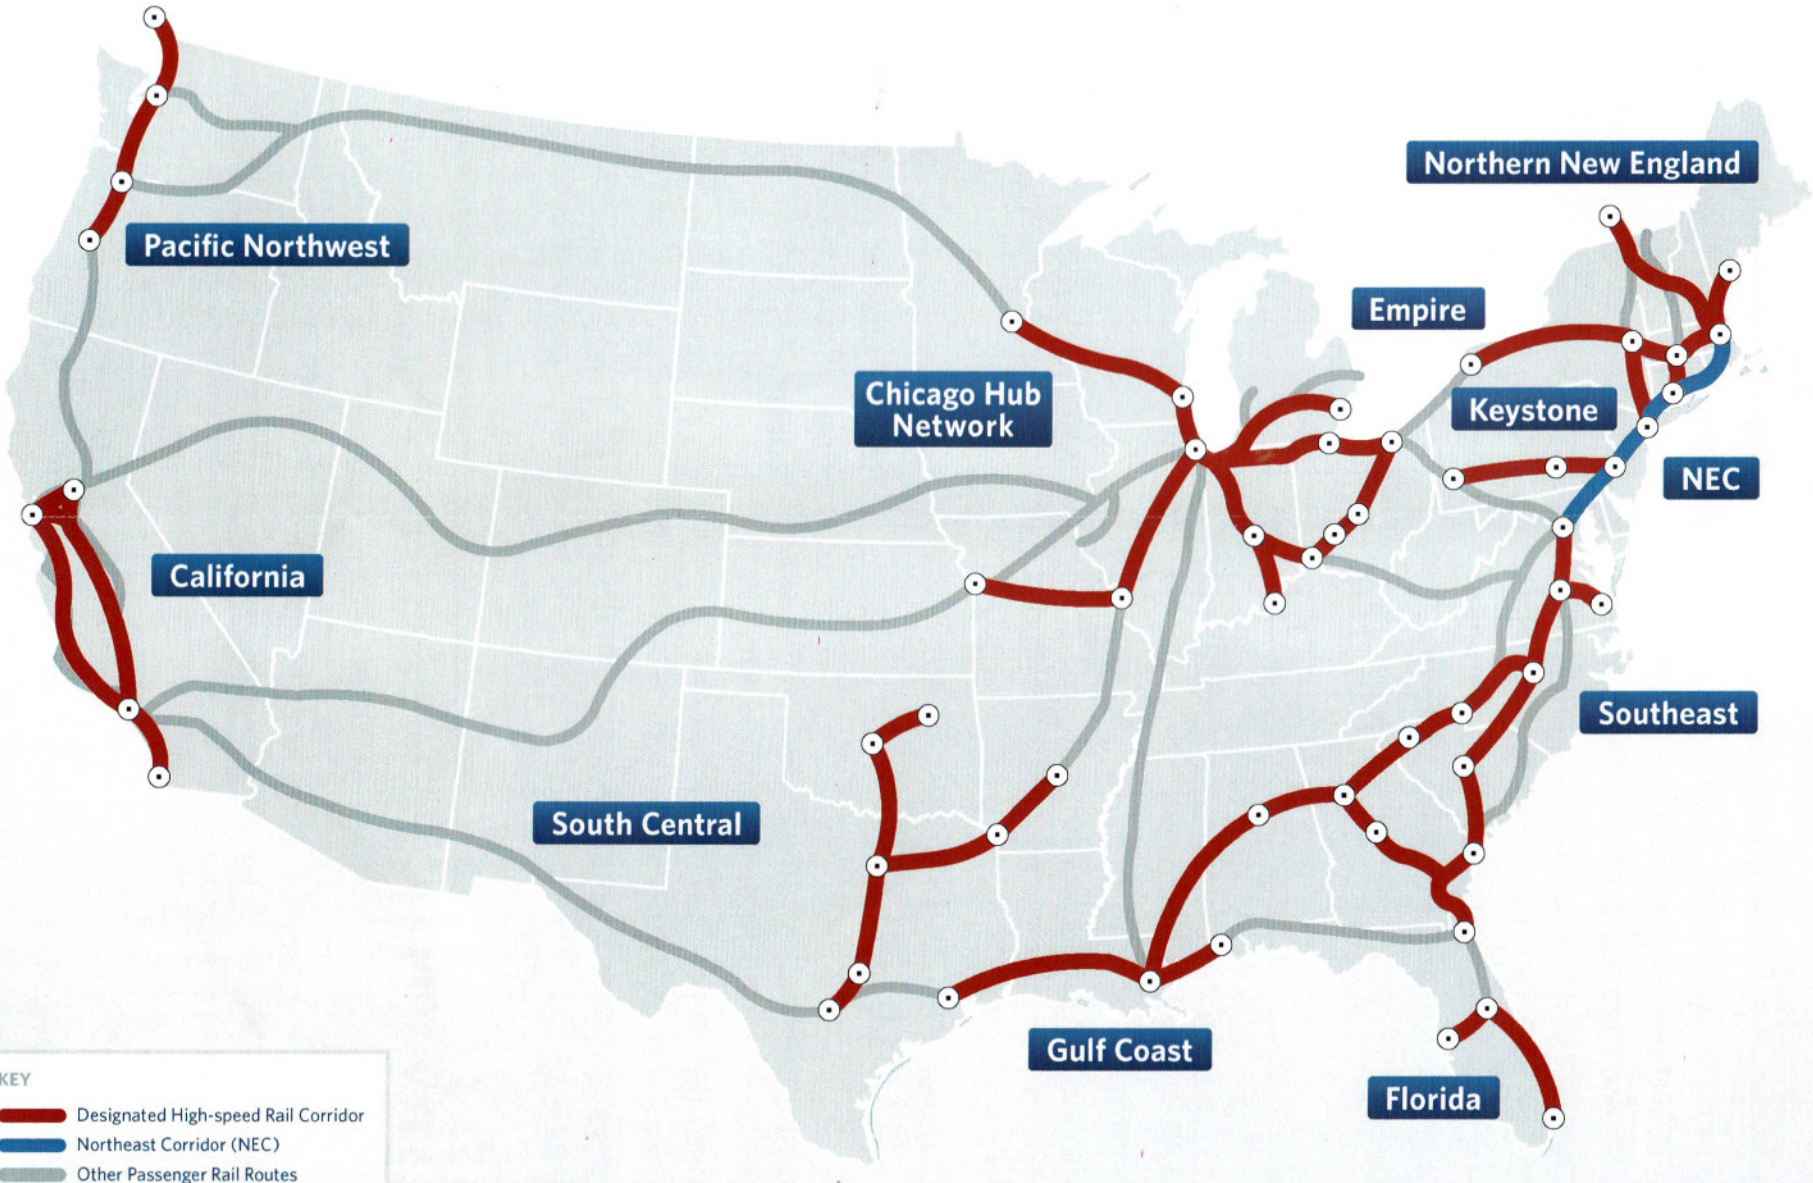 Northern New England
Pacific Northwest
Empire
Chicago Hub
Network
Keystone
NEC
California
Southeast
South Central
Gulf Coast
Florida
KEY
Designated High-speed Rail Corridor
Northeast Corridor (NEC)
Other Passenger Rail Routes